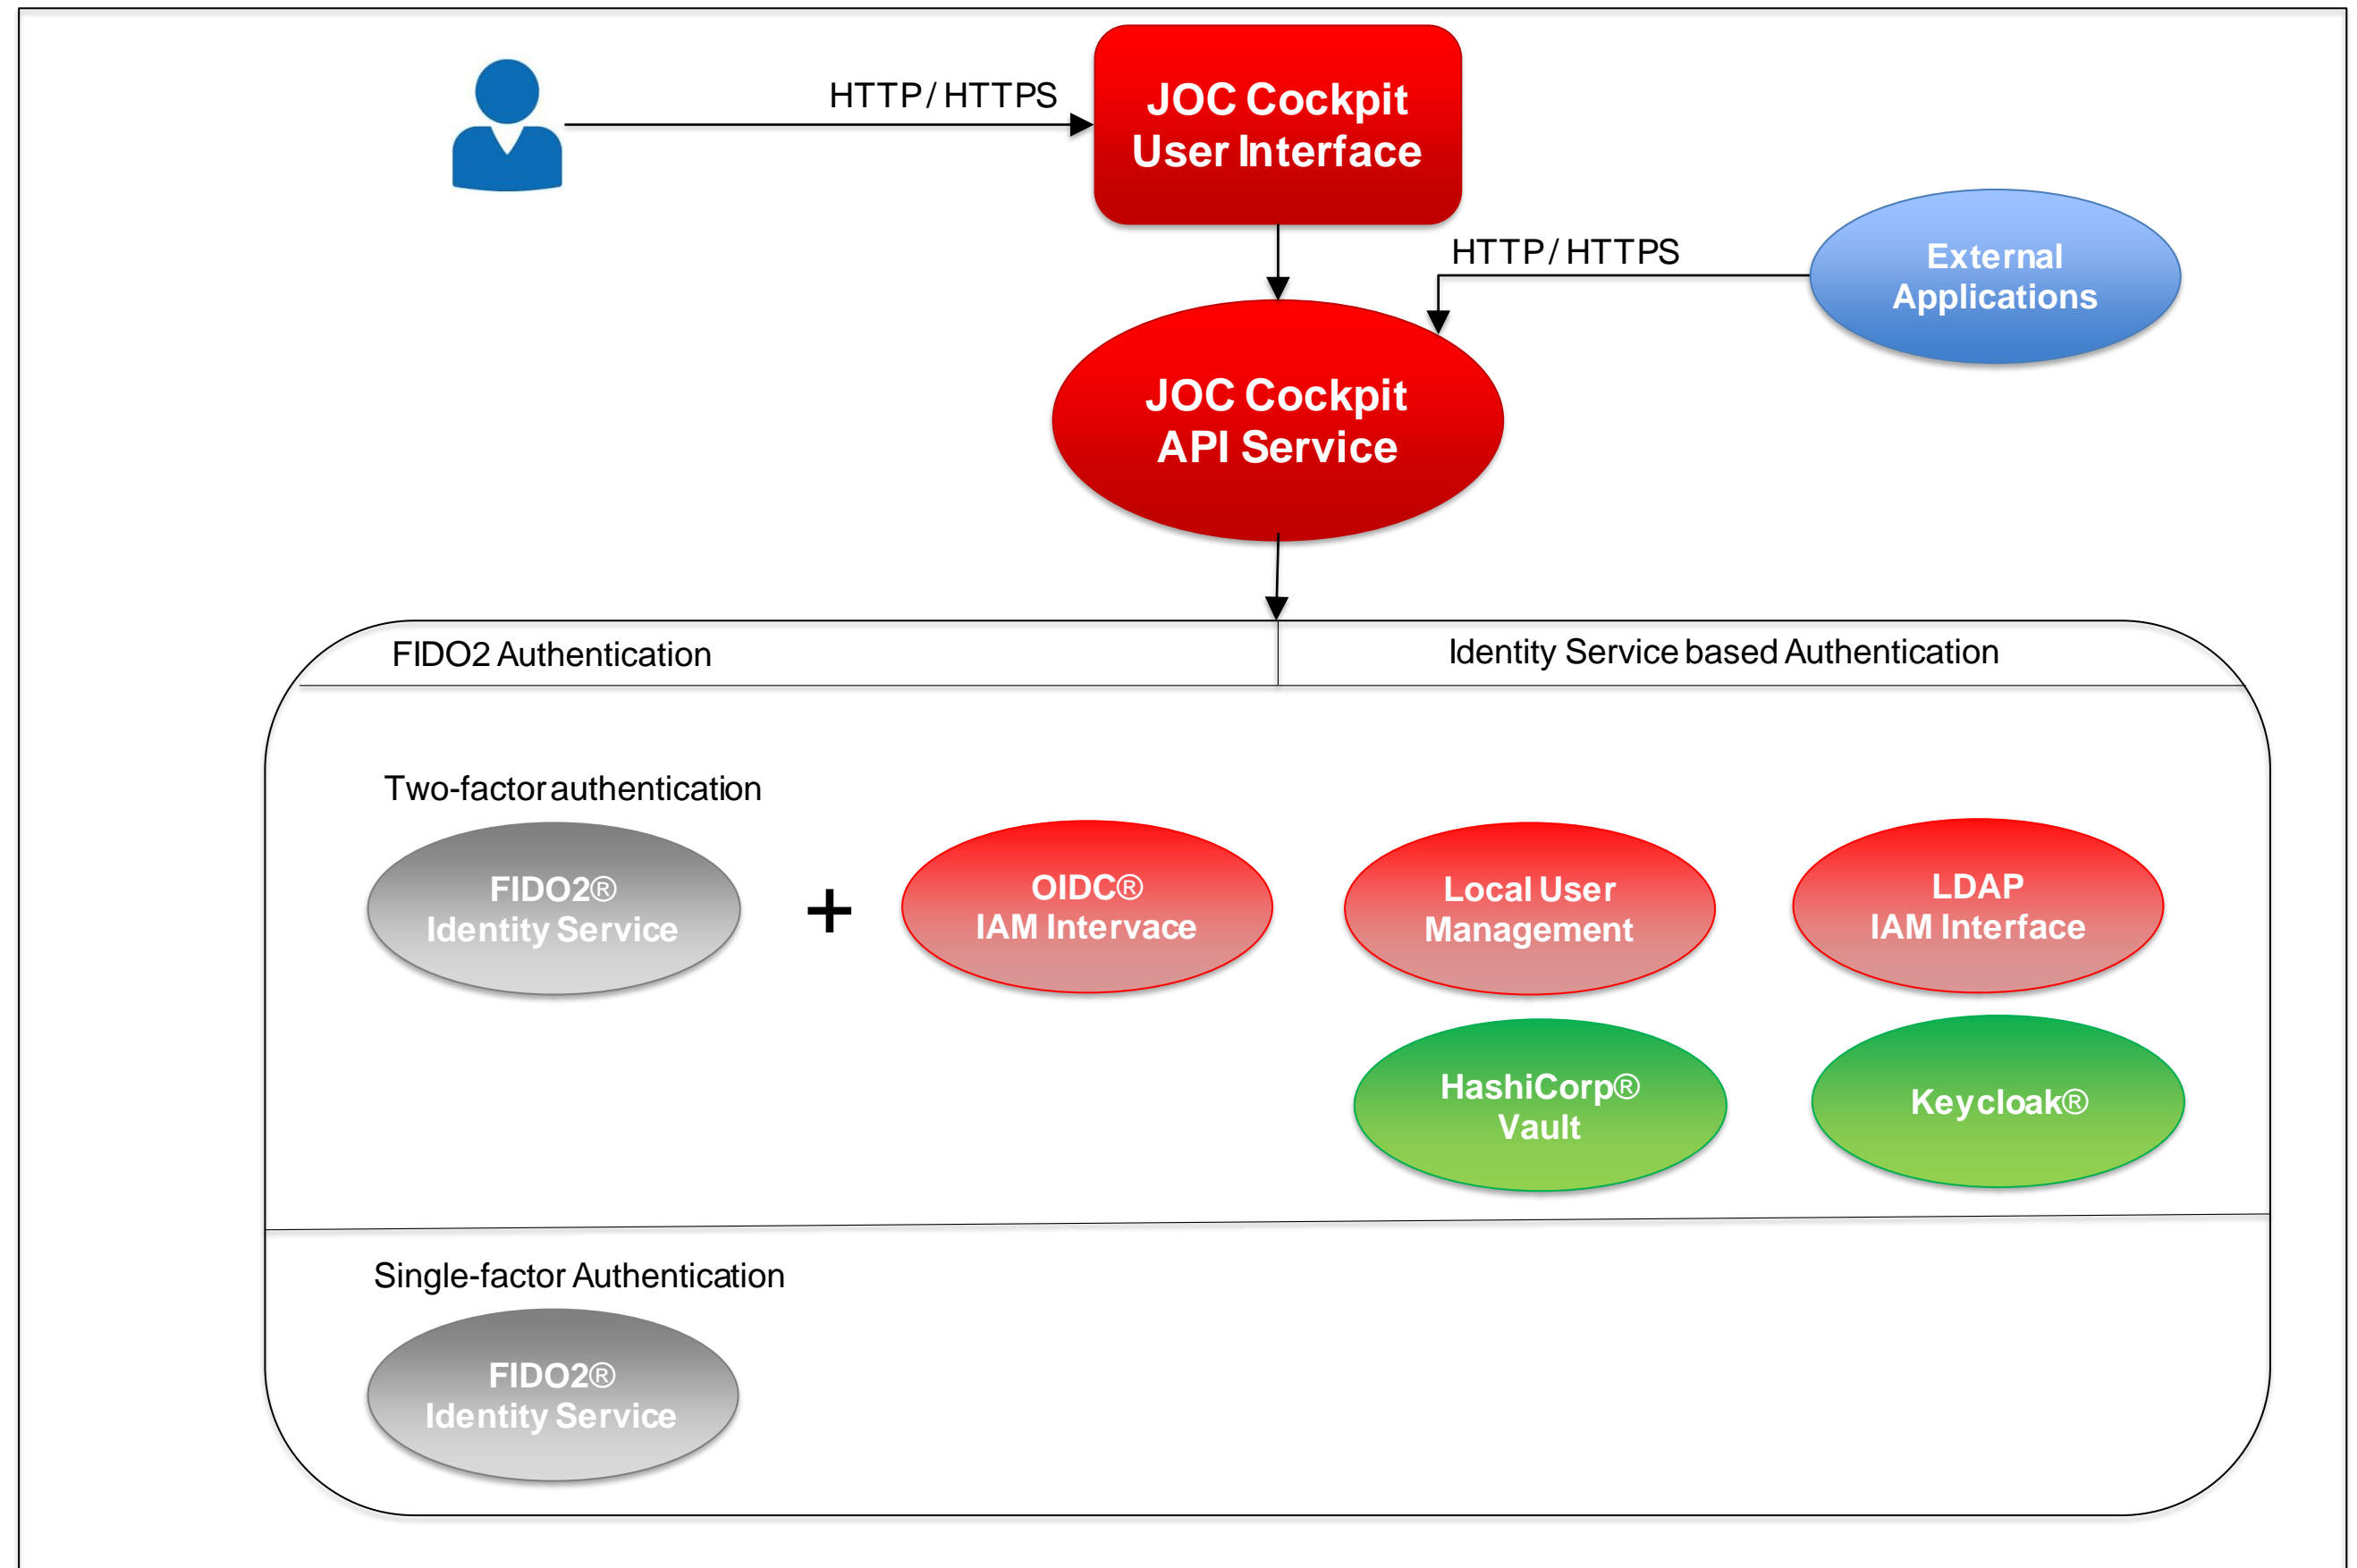 HTTP / HTTPS
JOC Cockpit
User Interface
HTTP / HTTPS
External
Applications
JOC Cockpit
API Service
FIDO2 Authentication
Identity Service based Authentication
Two-factor authentication
FIDO2®
Identity Service
+
OIDC®
IAM Intervace
Local User
Management
LDAP
IAM Interface
HashiCorp®
Vault
Keycloak®
Single-factor Authentication
FIDO2®
Identity Service